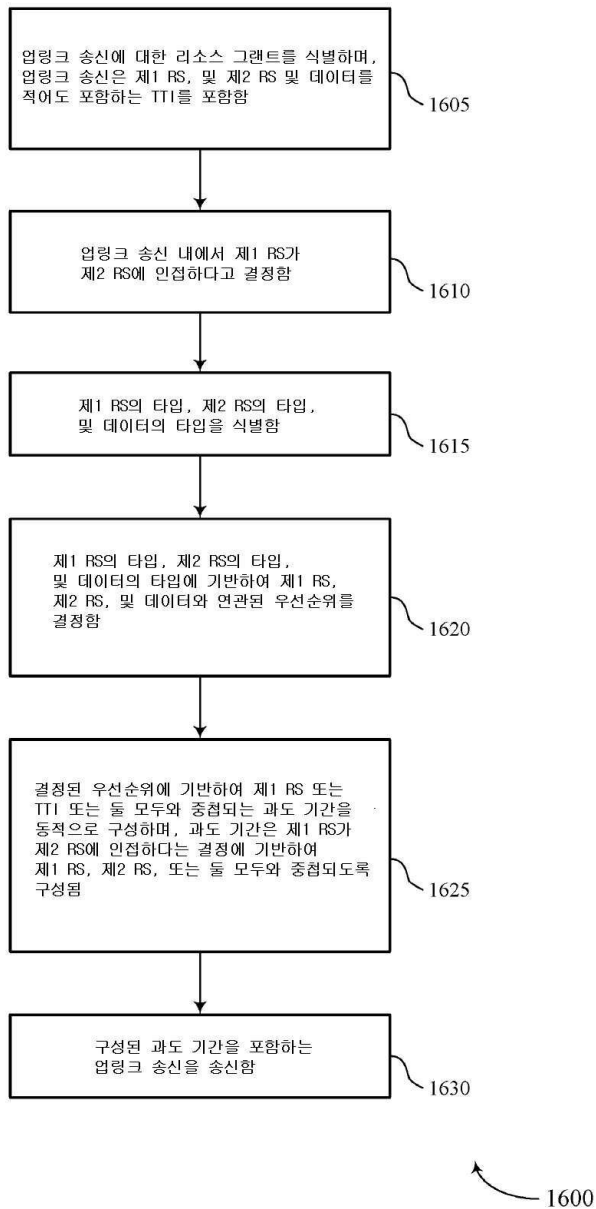 업링크 송신에 대한 리소스 그랜트를 식별하며,
업링크 송신은 제1 RS, 및 제2 RS 및 데이터를
적어도 포함하는 TTI를 포함함
1605
업링크 송신 내에서 제1 RS가
제2 RS에 인접하다고 결정함
1610
제1 RS의 타입, 제2 RS의 타입,
및 데이터의 타입을 식별함
1615
제1 RS의 타입, 제2 RS의 타입,
및 데이터의 타입에 기반하여 제1 RS,
제2 RS, 및 데이터와 연관된 우선순위를
결정함
1620
결정된 우선순위에 기반하여 제1 RS 또는
TTI 또는 둘 모두와 중첩되는 과도 기간을
동적으로 구성하며, 과도 기간은 제1 RS가
제2 RS에 인접하다는 결정에 기반하여
제1 RS, 제2 RS, 또는 둘 모두와 중첩되도록
구성됨
1625
구성된 과도 기간을 포함하는
업링크 송신을 송신함
1630
1600